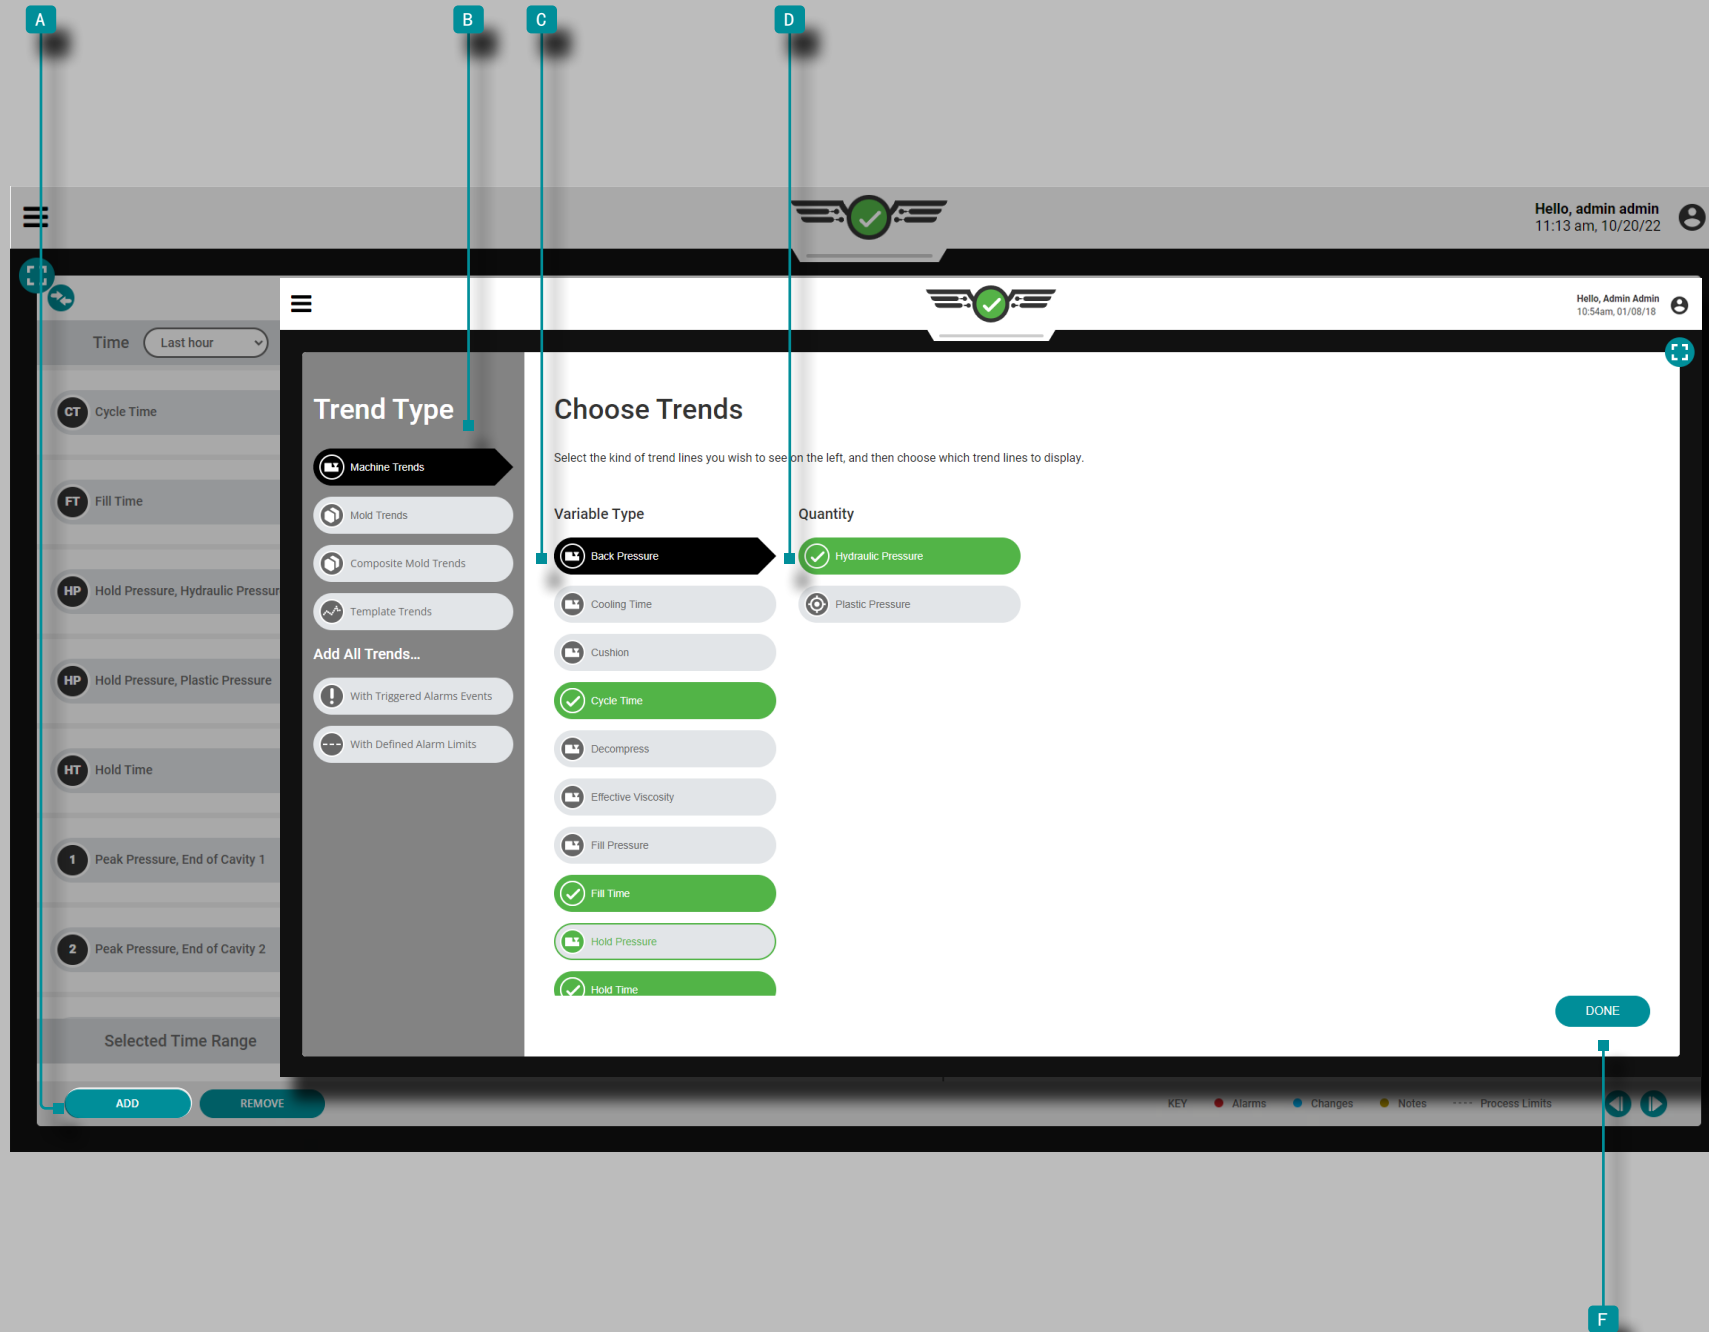 A
B
C
D
Hello, admin admin
11:13 am, 10/20/22
Time
Last hour
CT
Cycle Time
FT
Fill Time
HP
Hold Pressure, Hydraulic Pressur
HP
Hold Pressure, Plastic Pressure
HT
Hold Time
1
Peak Pressure, End of Cavity 1
2
Peak Pressure, End of Cavity 2
Selected Time Range
ADD
REMOVE
Hello, Admin Admin
10:54am, 01/08/18
Trend Type
Machine Trends
Mold Trends
Composite Mold Trends
Template Trends
Add All Trends...
With Triggered Alarms Events
With Defined Alarm Limits
Choose Trends
Select the kind of trend lines you wish to see on the left, and then choose which trend lines to display.
Variable Type
Back Pressure
Cooling Time
Cushion
Cycle Time
Decompress
Effective Viscosity
Fill Pressure
Fill Time
Hold Pressure
Hold Time
Quantity
Hydraulic Pressure
Plastic Pressure
DONE
KEY
Alarms
Changes
Notes
Process Limits
F